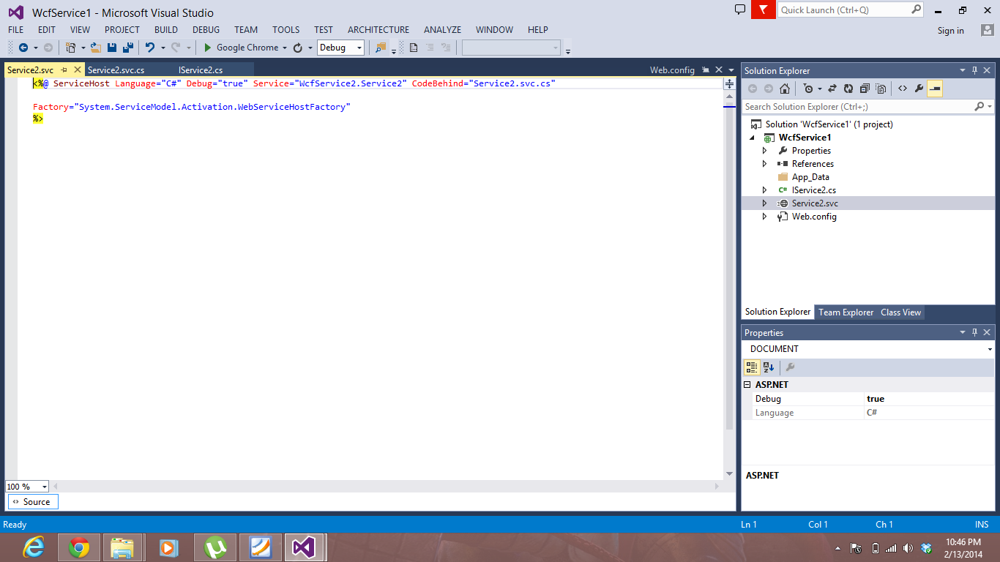 WcfService1 - Microsoft Visual Studio
Quick Launch (Ctrl+Q)
FILE EDIT VIEW PROJECT BUILD DEBUG TEAM TOOLS TEST ARCHITECTURE ANALYZE WINDOW HELP
Sign in
Google Chrome Debug
Service2.svc Service2.svc.cs IService2.cs Web.config
<%@ ServiceHost Language="C#" Debug="true" Service="WcfService2.Service2" CodeBehind="Service2.svc.cs"
Factory="System.ServiceModel.Activation.WebServiceHostFactory"
%>
100 %
Source
Solution Explorer
Search Solution Explorer (Ctrl+;)
Solution 'WcfService1' (1 project)
WcfService1
Properties
References
App_Data
C# IService2.cs
Service2.svc
Web.config
Solution Explorer Team Explorer Class View
Properties
DOCUMENT
ASP.NET
Debug true
Language C#
ASP.NET
Ready Ln 1 Col 1 Ch 1 INS
10:46 PM
2/13/2014